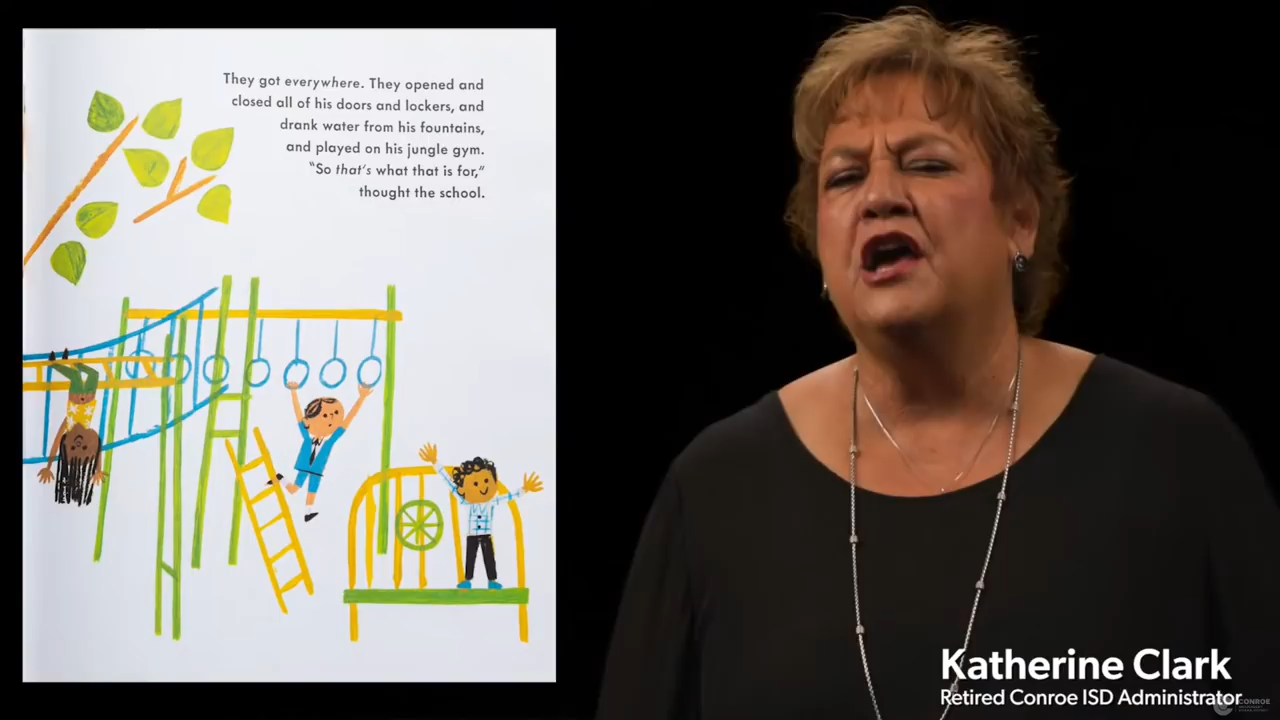 They got everywhere. They opened and
closed all of his doors and lockers, and
drank water from his fountains,
and played on his jungle gym.
"So that's what that is for,"
thought the school.
Katherine Clark
Retired Conroe ISD Administrator
CONROE